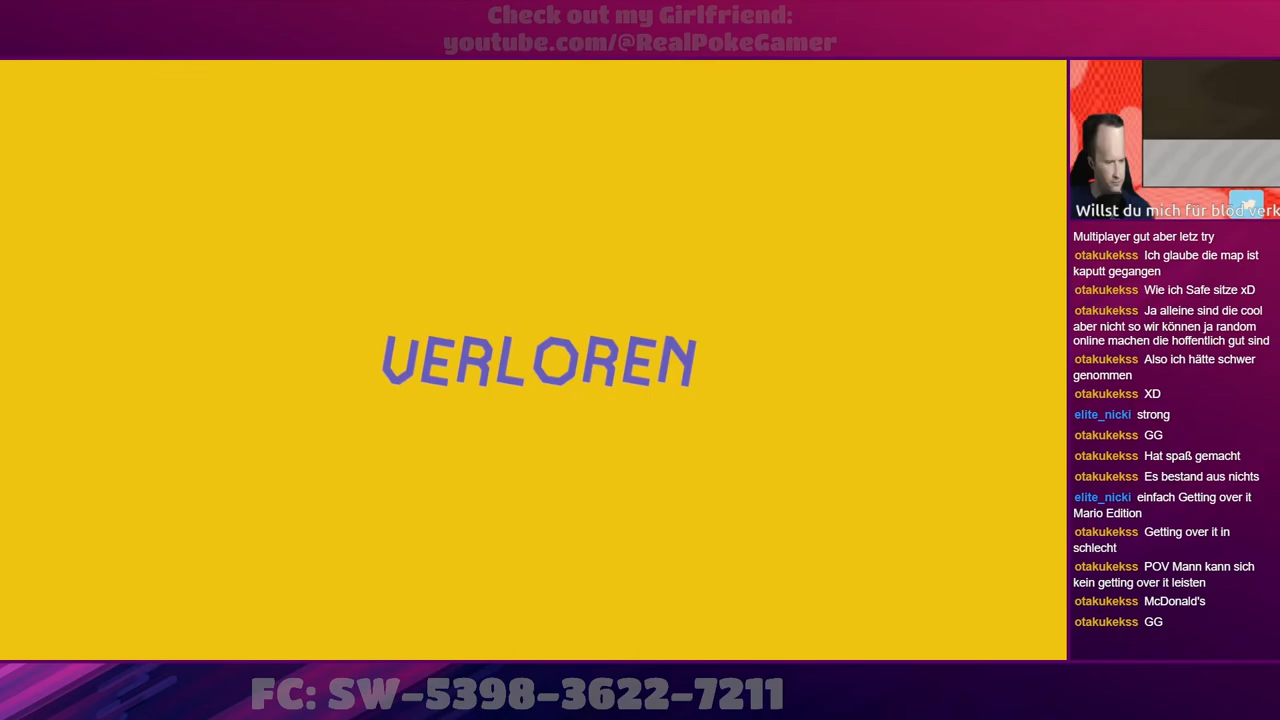 Check out my Girlfriend:
youtube.com/@RealPokeGamer
VERLOREN
Willst du mich für blöd verk
Multiplayer gut aber letz try
otakukekss Ich glaube die map ist
kaputt gegangen
otakukekss Wie ich Safe sitze xD
otakukekss Ja alleine sind die cool
aber nicht so wir können ja random
online machen die hoffentlich gut sind
otakukekss Also ich hätte schwer
genommen
otakukekss XD
elite_nicki strong
otakukekss GG
otakukekss Hat spaß gemacht
otakukekss Es bestand aus nichts
elite_nicki einfach Getting over it
Mario Edition
otakukekss Getting over it in
schlecht
otakukekss POV Mann kann sich
kein getting over it leisten
otakukekss McDonald's
otakukekss GG
FC: SW-5398-3622-7211